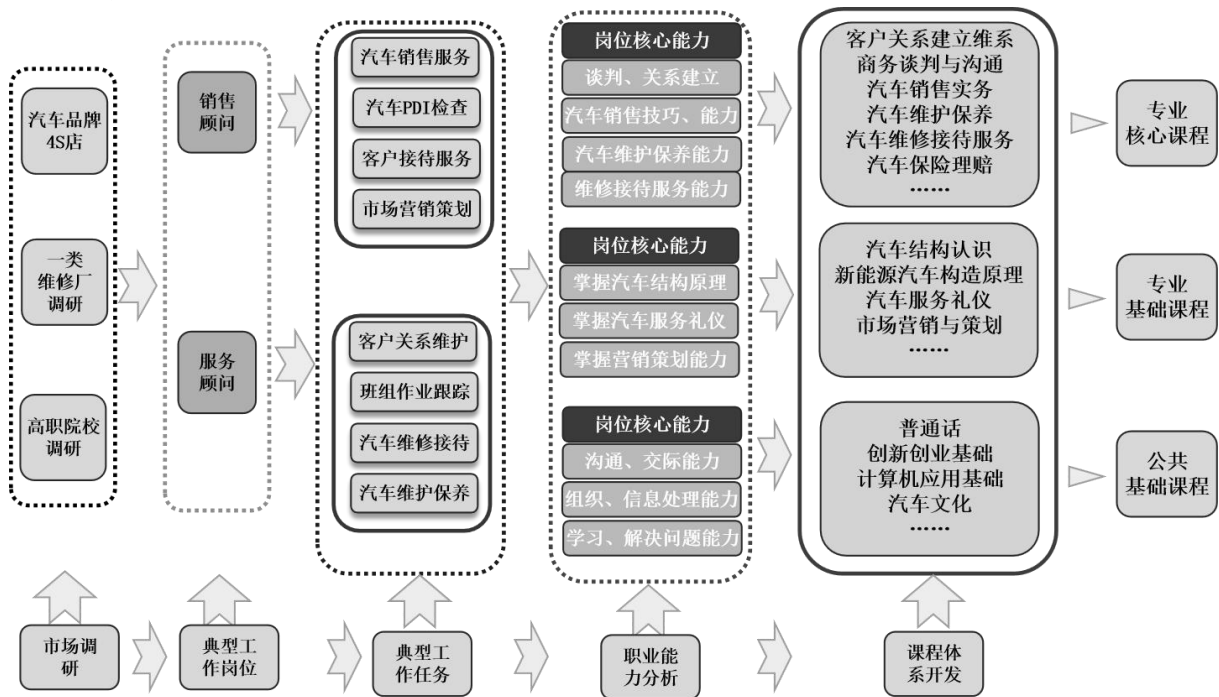 汽车品牌
4S店
一类
维修厂
调研
高职院校
调研
销售
顾问
服务
顾问
汽车销售服务
汽车PDI检查
客户接待服务
市场营销策划
客户关系维护
班组作业跟踪
汽车维修接待
汽车维护保养
岗位核心能力
谈判、关系建立
汽车销售技巧、能力
汽车维护保养能力
维修接待服务能力
岗位核心能力
掌握汽车结构原理
掌握汽车服务礼仪
掌握营销策划能力
岗位核心能力
沟通、交际能力
组织、信息处理能力
学习、解决问题能力
客户关系建立维系
商务谈判与沟通
汽车销售实务
汽车维护保养
汽车维修接待服务
汽车保险理赔
……
汽车结构认识
新能源汽车构造原理
汽车服务礼仪
市场营销与策划
……
普通话
创新创业基础
计算机应用基础
汽车文化
……
专业
核心课程
专业
基础课程
公共
基础课程
市场调
研
典型工
作岗位
典型工
作任务
职业能
力分析
课程体
系开发